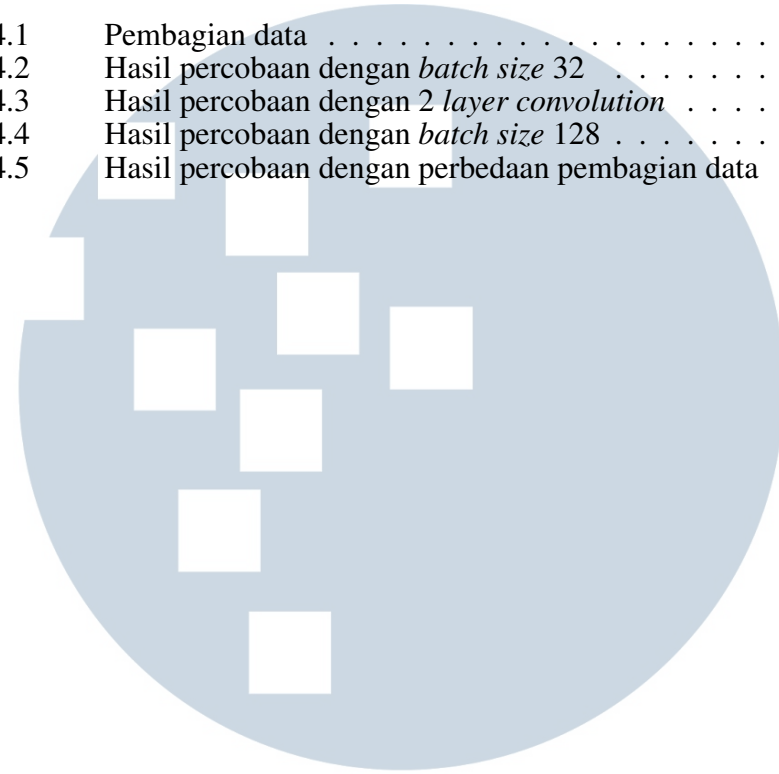 4.1 Pembagian data . . . . . . . . . . . . . . . . . . .
4.2 Hasil percobaan dengan batch size 32 . . . . . . .
4.3 Hasil percobaan dengan 2 layer convolution . . . .
4.4 Hasil percobaan dengan batch size 128 . . . . . . .
4.5 Hasil percobaan dengan perbedaan pembagian data